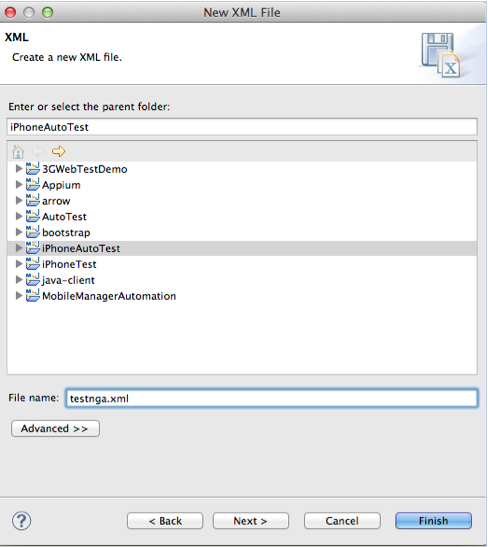 New XML File
XML
Create a new XML file.
Enter or select the parent folder:
iPhoneAutoTest
3GWebTestDemo
Appium
arrow
AutoTest
bootstrap
iPhoneAutoTest
iPhoneTest
java-client
MobileManagerAutomation
File name: testnga.xml
Advanced >>
? < Back Next > Cancel Finish